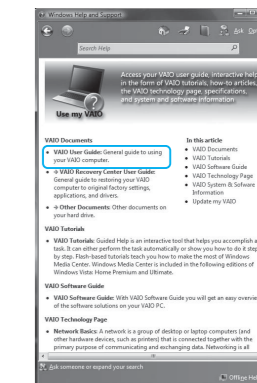 Windows Help and Support
Ask
Search Help
Access your VAIO user guide, interactive help
in the form of VAIO tutorials, how-to articles,
the VAIO technology page, specifications,
and system and software information
Use my VAIO
VAIO Documents
VAIO User Guide: General guide to using
your VAIO computer.
VAIO Recovery Center User Guide:
General guide to restoring your VAIO
computer to original factory settings,
applications, and drivers.
Other Documents: Other documents on
your hard drive.
In this article
VAIO Documents
VAIO Tutorials
VAIO Software Guide
VAIO Technology Page
VAIO System & Sofware
Information
Update my VAIO
VAIO Tutorials
VAIO Tutorials: Guided Help is an interactive tool that helps you accomplish a
task. It can either perform the task automatically or show you how to do it step
by step. Flash-based tutorials teach you how to make the most of Windows
Media Center. Windows Media Center is included in the following editions of
Windows Vista: Home Premium and Ultimate.
VAIO Software Guide
VAIO Software Guide: With VAIO Software Guide you will get an easy overvie
of the software solutions on your VAIO PC.
VAIO Technology Page
Network Basics: A network is a group of desktop or laptop computers (and
other hardware devices, such as printers) that is connected together with the
primary purpose of communicating and exchanging data. Networking is all
Ask someone or expand your search
Offline Hel